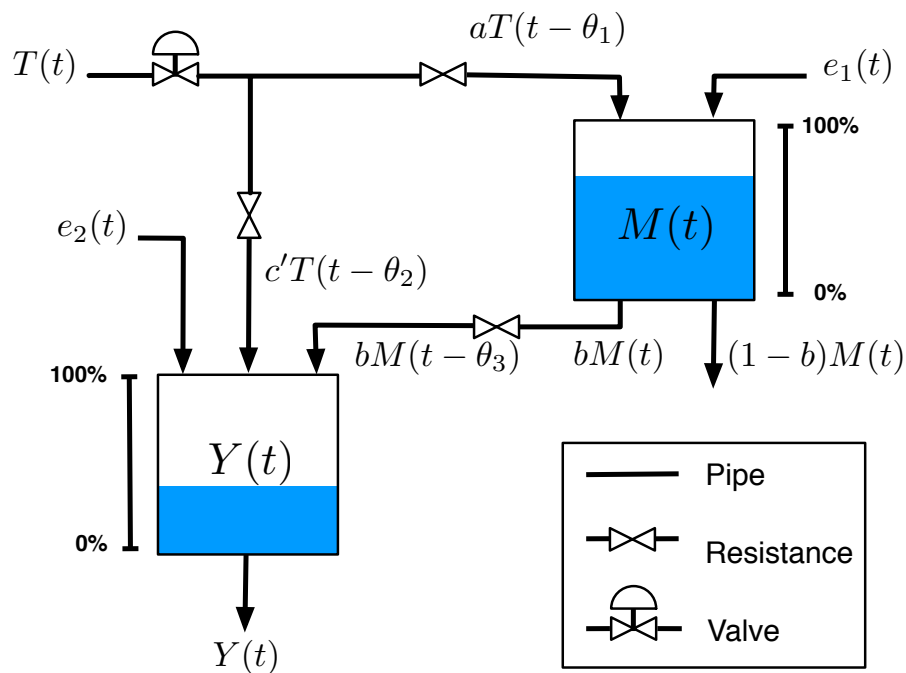 aT(t − θ₁)
T(t)
e₁(t)
100%
M(t)
e₂(t)
c′T(t − θ₂)
0%
bM(t − θ₃)
bM(t)
(1 − b)M(t)
100%
Y(t)
0%
Y(t)
Pipe
Resistance
Valve